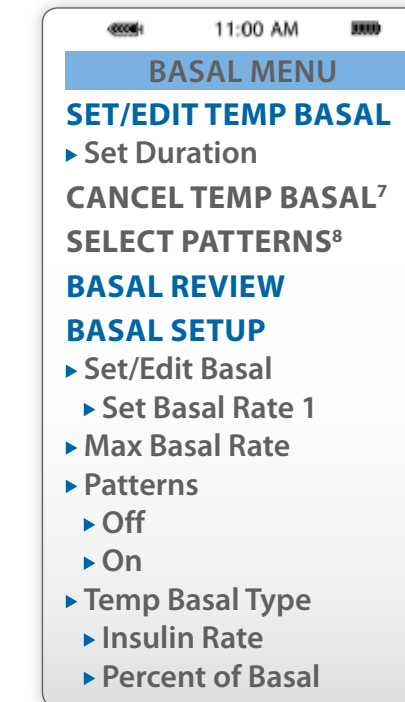 11:00 AM
BASAL MENU
SET/EDIT TEMP BASAL
Set Duration
CANCEL TEMP BASAL⁷
SELECT PATTERNS⁸
BASAL REVIEW
BASAL SETUP
Set/Edit Basal
Set Basal Rate 1
Max Basal Rate
Patterns
Off
On
Temp Basal Type
Insulin Rate
Percent of Basal